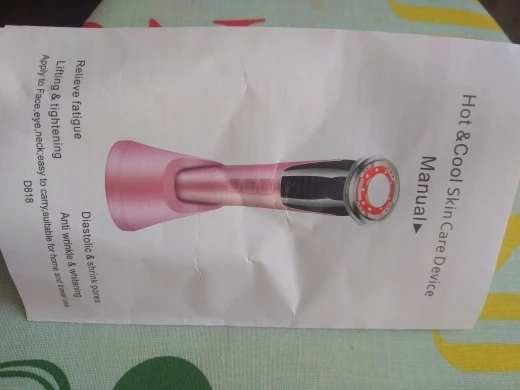 Hot &Cool Skin Care Device
Manual▶
Relieve fatigue
Diastolic & shrink pores
Lifting & tightening
Anti wrinkle & whitening
Apply to Face,eye,neck;easy to carry,suitable for home and travel use
D818